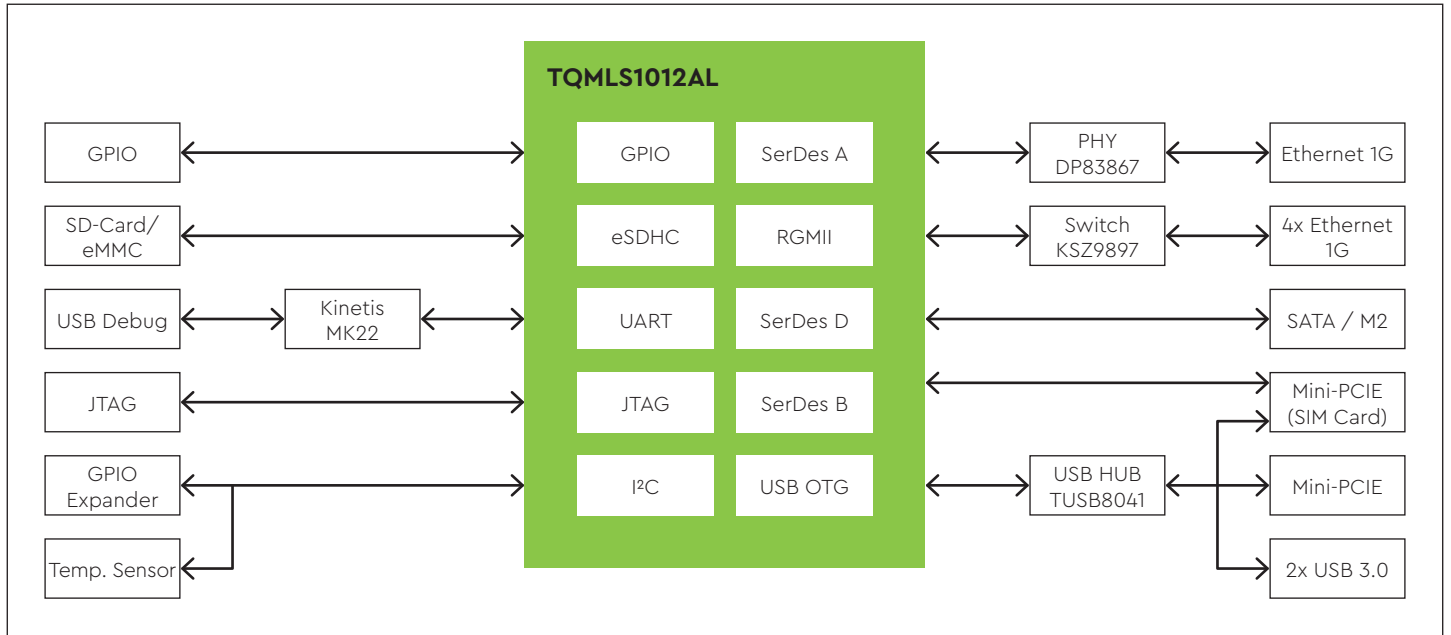 TQMLS1012AL
GPIO
GPIO
SerDes A
PHY
DP83867
Ethernet 1G
SD-Card/
eMMC
eSDHC
RGMII
Switch
KSZ9897
4x Ethernet
1G
USB Debug
Kinetis
MK22
UART
SerDes D
SATA / M2
JTAG
JTAG
SerDes B
Mini-PCIE
(SIM Card)
GPIO
Expander
I²C
USB OTG
USB HUB
TUSB8041
Mini-PCIE
Temp. Sensor
2x USB 3.0